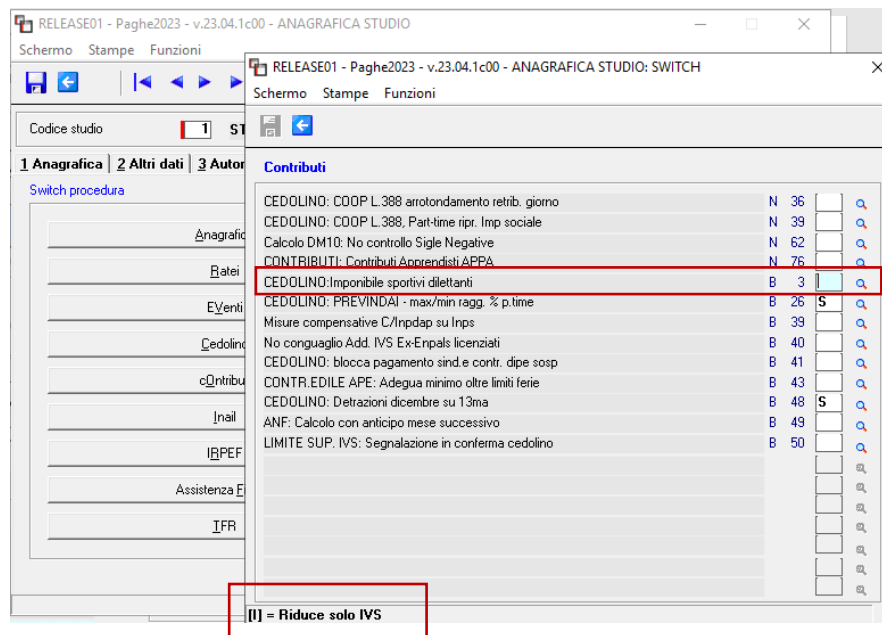 RELEASE01 - Paghe2023 - v.23.04.1c00 - ANAGRAFICA STUDIO
Schermo Stampe Funzioni
Codice studio 1 ST
1 Anagrafica 2 Altri dati 3 Autor
Switch procedura
Anagrafic
Ratei
EVenti
Cedolino
cOntribu
Inail
IRPEF
Assistenza F
TFR
RELEASE01 - Paghe2023 - v.23.04.1c00 - ANAGRAFICA STUDIO: SWITCH
Schermo Stampe Funzioni
Contributi
CEDOLINO: COOP L.388 arrotondamento retrib. giorno N 36
CEDOLINO: COOP L.388, Part-time ripr. Imp sociale N 39
Calcolo DM10: No controllo Sigle Negative N 62
CONTRIBUTI: Contributi Apprendisti APPA N 76
CEDOLINO:Imponibile sportivi dilettanti B 3
CEDOLINO: PREVINDAI - max/min ragg. % p.time B 26 S
Misure compensative C/Inpdap su Inps B 39
No conguaglio Add. IVS Ex-Enpals licenziati B 40
CEDOLINO: blocca pagamento sind.e contr. dipe sosp B 41
CONTR.EDILE APE: Adegua minimo oltre limiti ferie B 43
CEDOLINO: Detrazioni dicembre su 13ma B 48 S
ANF: Calcolo con anticipo mese successivo B 49
LIMITE SUP. IVS: Segnalazione in conferma cedolino B 50
[I] = Riduce solo IVS